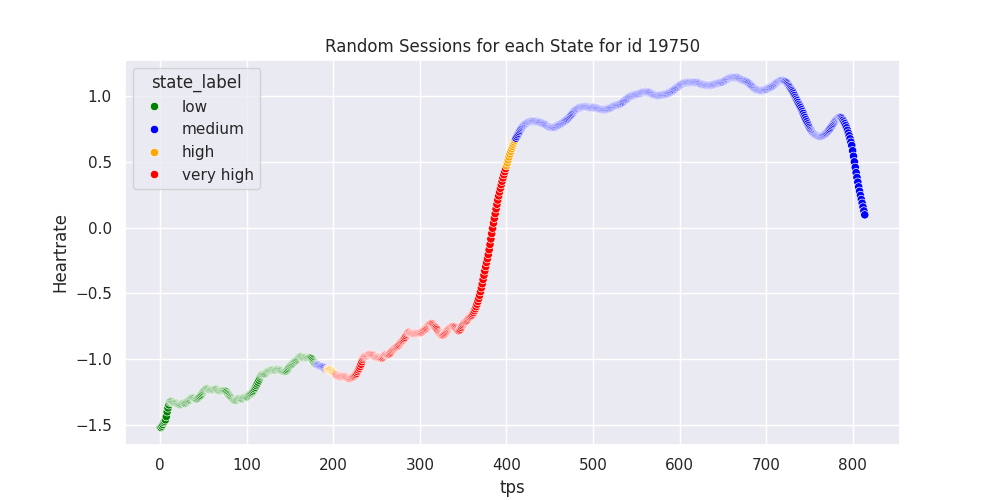 Random Sessions for each State for id 19750
state_label
low
medium
high
very high
Heartrate
1.0
0.5
0.0
−0.5
−1.0
−1.5
0 100 200 300 400 500 600 700 800
tps